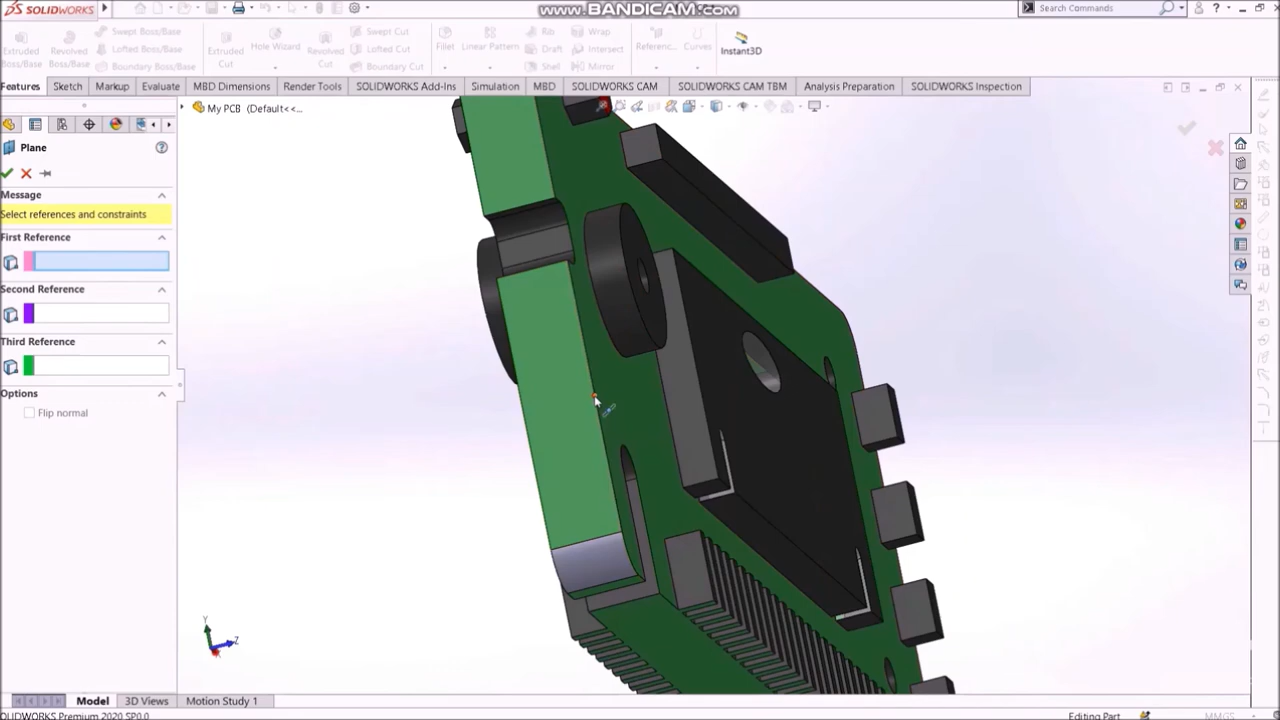 SOLIDWORKS
www.BANDICAM.com
Search Commands
Extruded Boss/Base
Revolved Boss/Base
Swept Boss/Base
Lofted Boss/Base
Boundary Boss/Base
Extruded Cut
Hole Wizard
Revolved Cut
Swept Cut
Lofted Cut
Boundary Cut
Fillet
Linear Pattern
Rib
Draft
Shell
Wrap
Intersect
Mirror
Referenc...
Curves
Instant3D
Features
Sketch
Markup
Evaluate
MBD Dimensions
Render Tools
SOLIDWORKS Add-Ins
Simulation
MBD
SOLIDWORKS CAM
SOLIDWORKS CAM TBM
Analysis Preparation
SOLIDWORKS Inspection
My PCB (Default<<...
Plane
Message
Select references and constraints
First Reference
Second Reference
Third Reference
Options
Flip normal
Y
Z
Model
3D Views
Motion Study 1
OLIDWORKS Premium 2020 SP0.0
Editing Part
MMGS